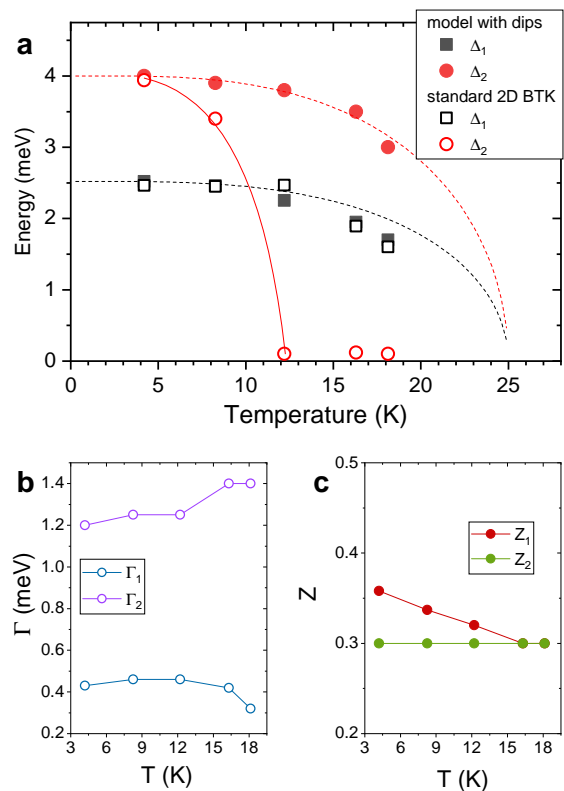 a
model with dips
Δ1
Δ2
standard 2D BTK
Δ1
Δ2
Energy (meV)
5
4
3
2
1
0
0 5 10 15 20 25 30
Temperature (K)
b
Γ (meV)
1.4
1.2
1.0
0.8
0.6
0.4
0.2
Γ1
Γ2
3 6 9 12 15 18
T (K)
c
Z
0.5
0.4
0.3
0.2
Z1
Z2
3 6 9 12 15 18
T (K)